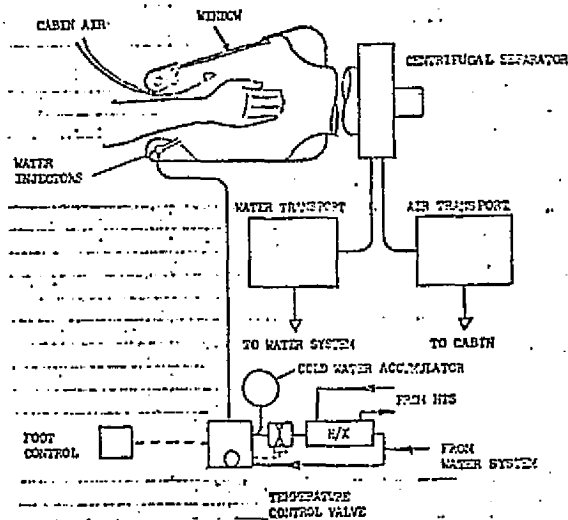 CABIN AIR
WINDOW
CENTRIFUGAL SEPARATOR
WATER
INJECTORS
WATER TRANSPORT
AIR TRANSPORT
TO WATER SYSTEM
TO CABIN
COLD WATER ACCUMULATOR
FROM HTS
H/X
FOOT
CONTROL
FROM
WATER SYSTEM
TEMPERATURE
CONTROL VALVE